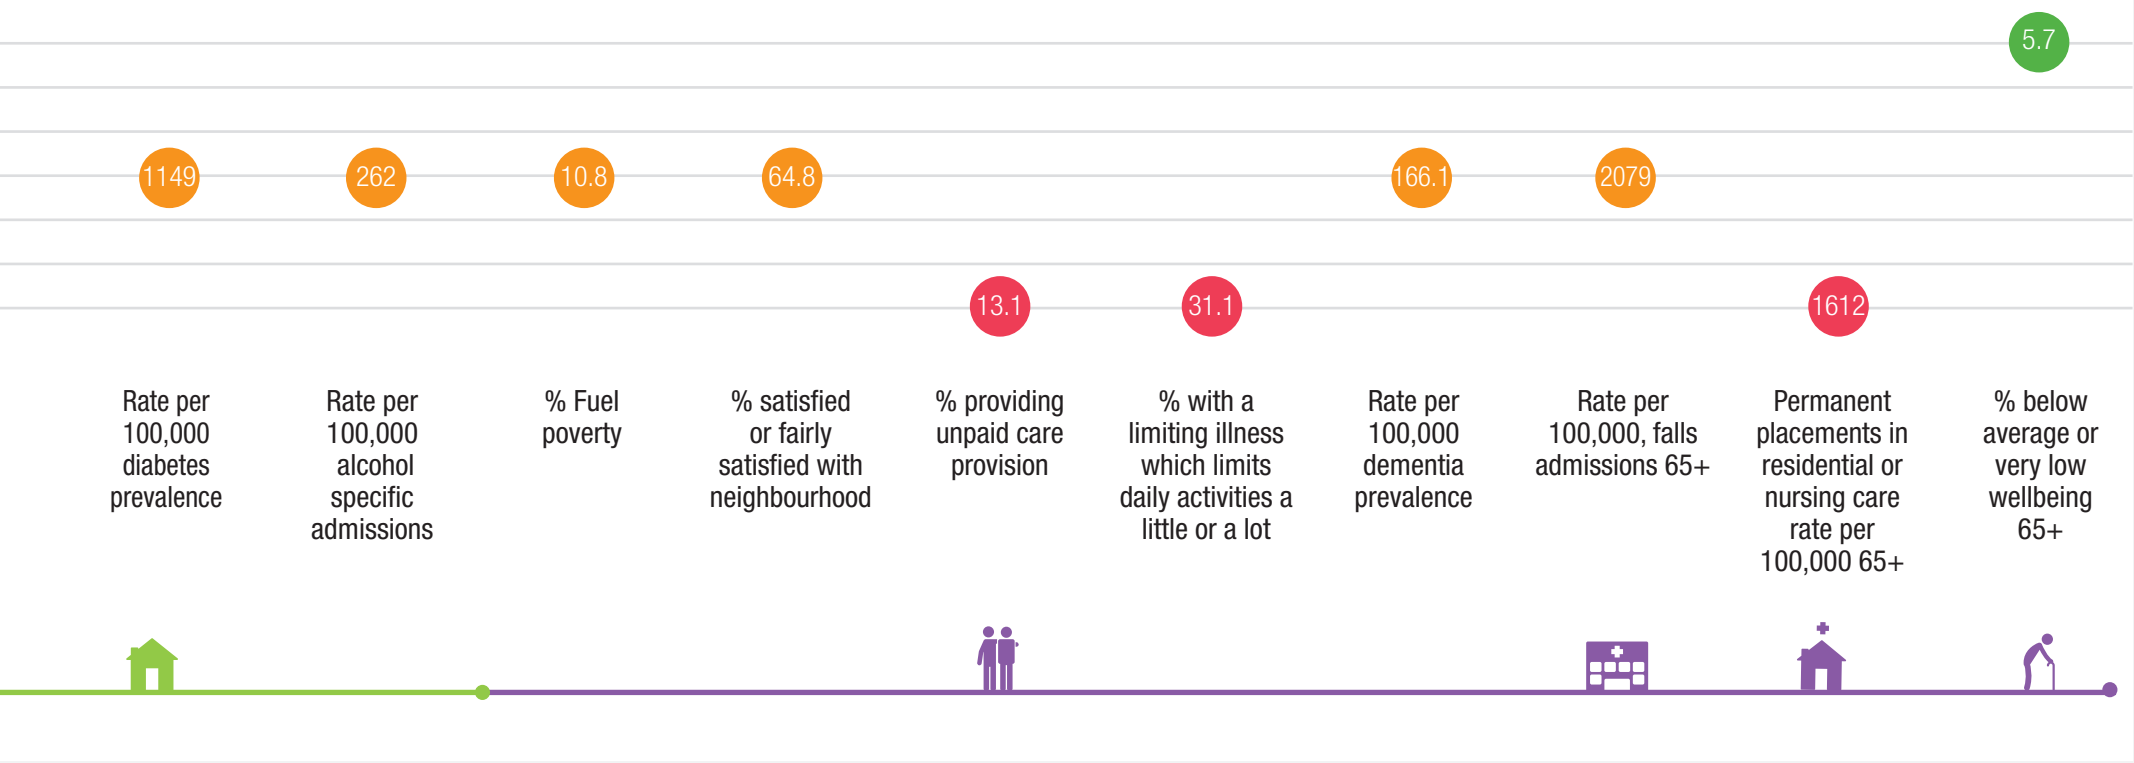 5.7
1149
262
10.8
64.8
166.1
2079
13.1
31.1
1612
Rate per
100,000
diabetes
prevalence
Rate per
100,000
alcohol
specific
admissions
% Fuel
poverty
% satisfied
or fairly
satisfied with
neighbourhood
% providing
unpaid care
provision
% with a
limiting illness
which limits
daily activities a
little or a lot
Rate per
100,000
dementia
prevalence
Rate per
100,000, falls
admissions 65+
Permanent
placements in
residential or
nursing care
rate per
100,000 65+
% below
average or
very low
wellbeing
65+